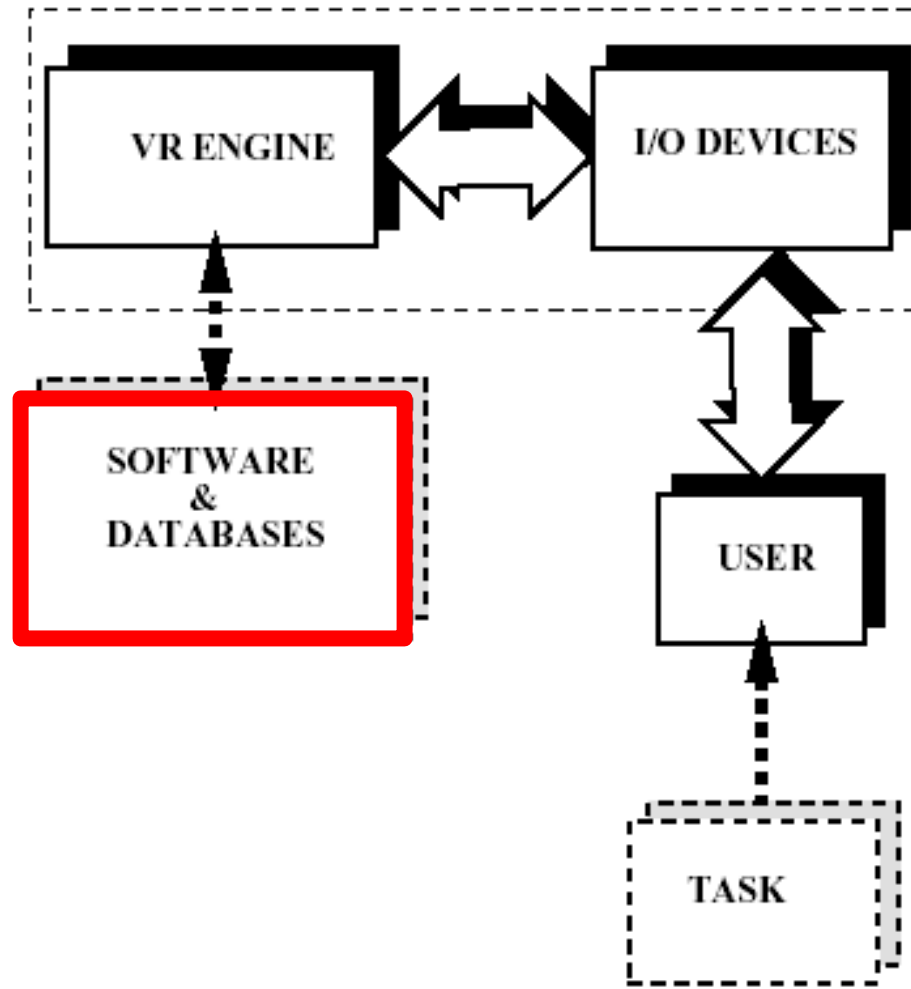 VR ENGINE
I/O DEVICES
SOFTWARE
&
DATABASES
USER
TASK